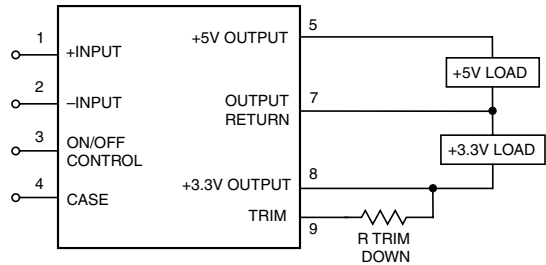 1
+INPUT
2
–INPUT
3
ON/OFF
CONTROL
4
CASE
+5V OUTPUT
5
OUTPUT
RETURN
7
+3.3V OUTPUT
8
TRIM
9
+5V LOAD
+3.3V LOAD
R TRIM
DOWN